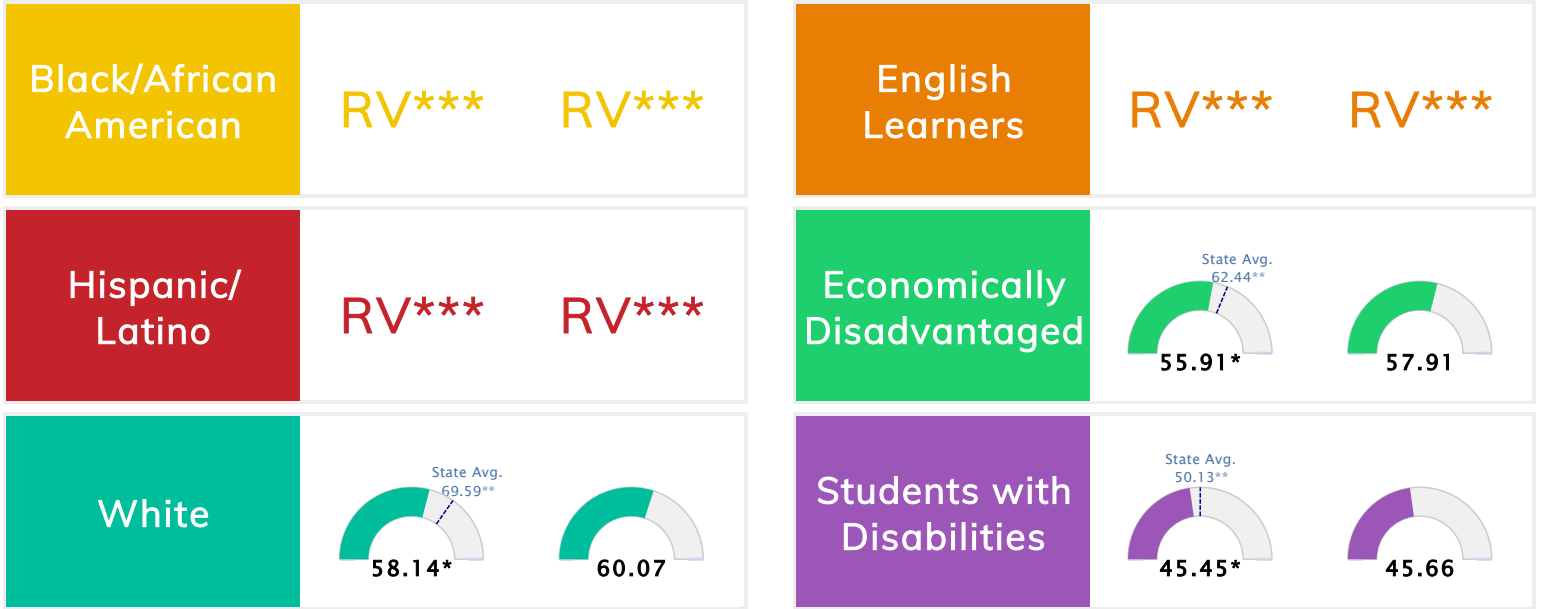 Black/African
American
RV*** RV***
English
Learners
RV*** RV***
Hispanic/
Latino
RV*** RV***
Economically
Disadvantaged
State Avg.
62.44**
55.91* 57.91
White
State Avg.
69.59**
58.14* 60.07
Students with
Disabilities
State Avg.
50.13**
45.45* 45.66